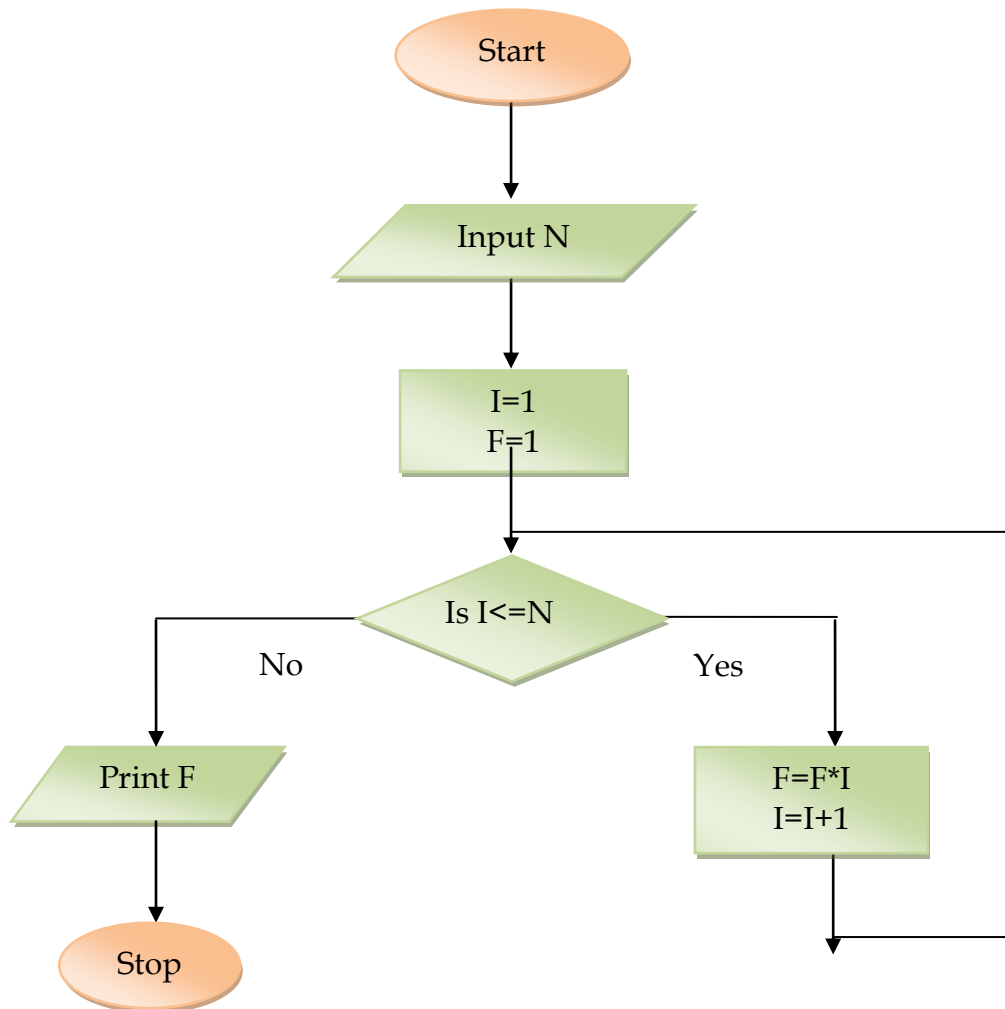 Start
Input N
I=1
F=1
Is I<=N
No
Yes
Print F
F=F*I
I=I+1
Stop